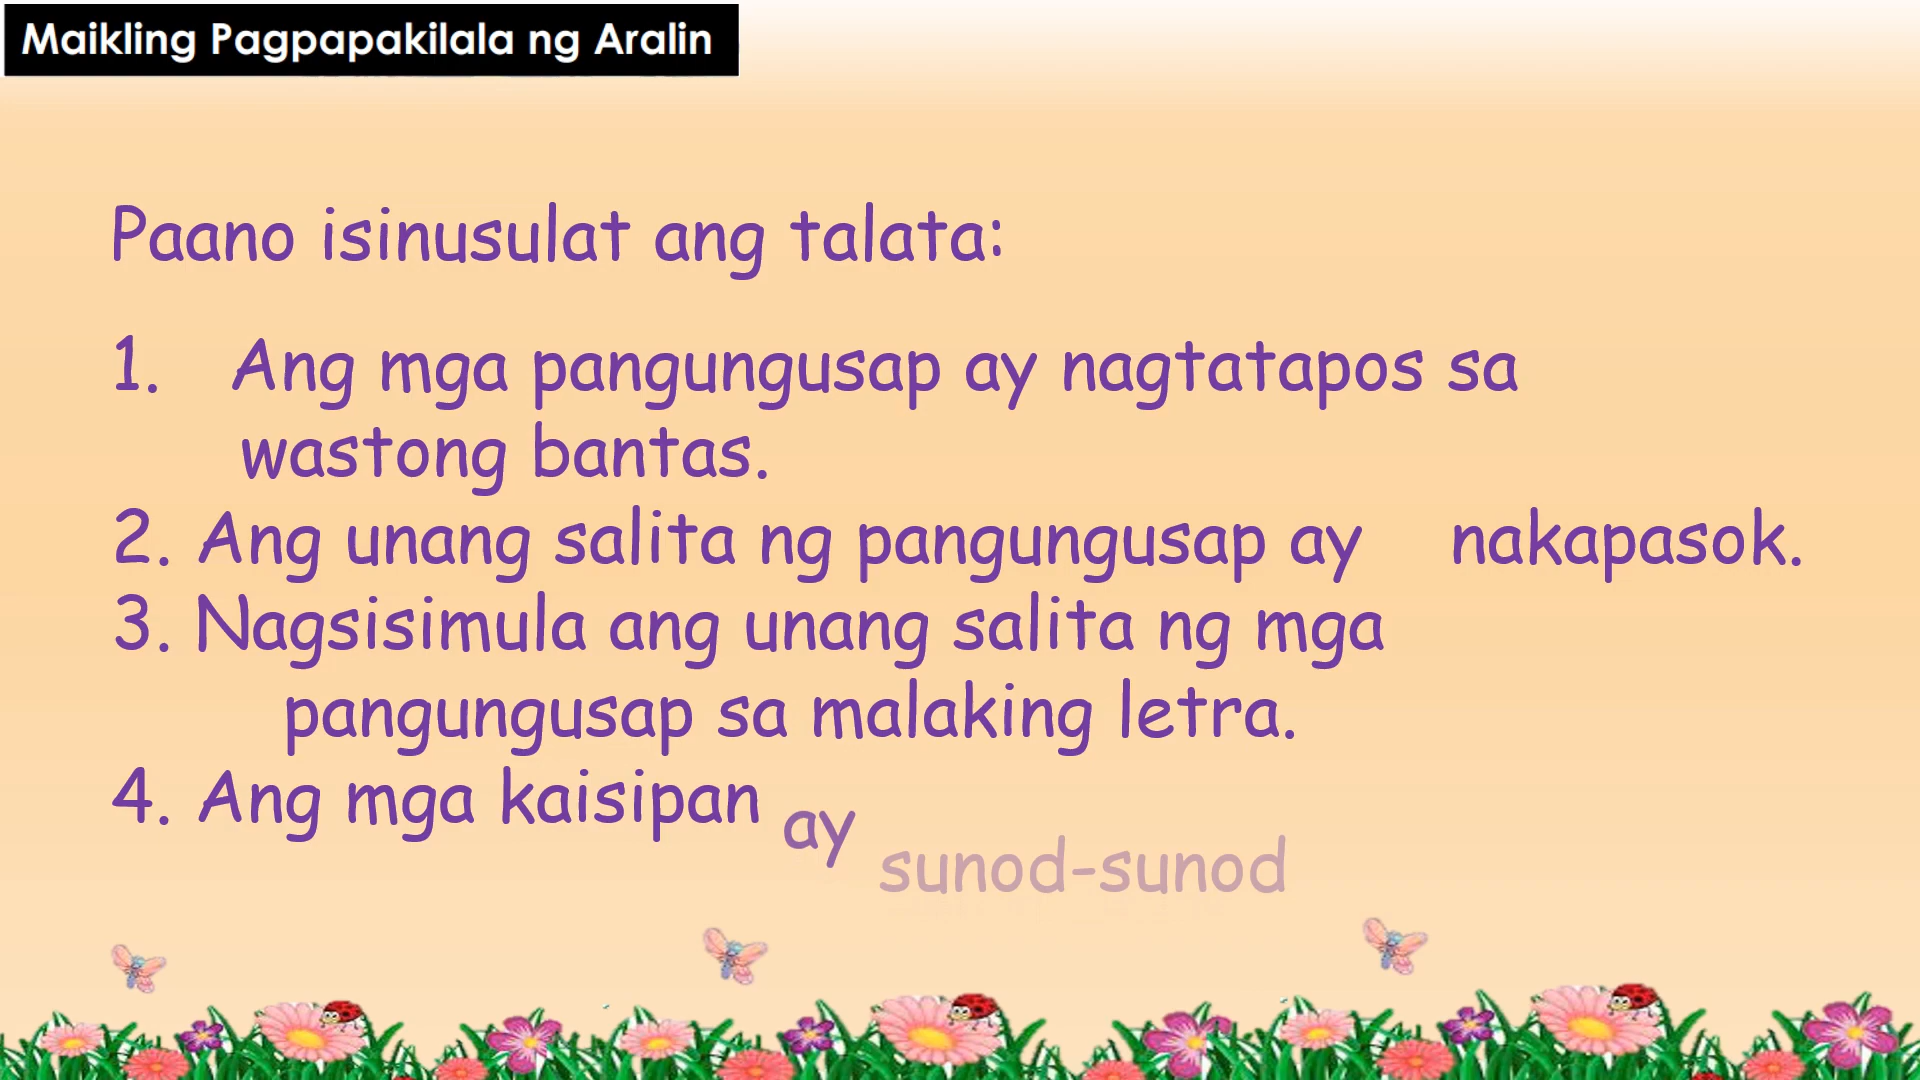 Maikling Pagpapakilala ng Aralin
Paano isinusulat ang talata:
1. Ang mga pangungusap ay nagtatapos sa
wastong bantas.
2. Ang unang salita ng pangungusap ay nakapasok.
3. Nagsisimula ang unang salita ng mga
pangungusap sa malaking letra.
4. Ang mga kaisipan ay sunod-sunod